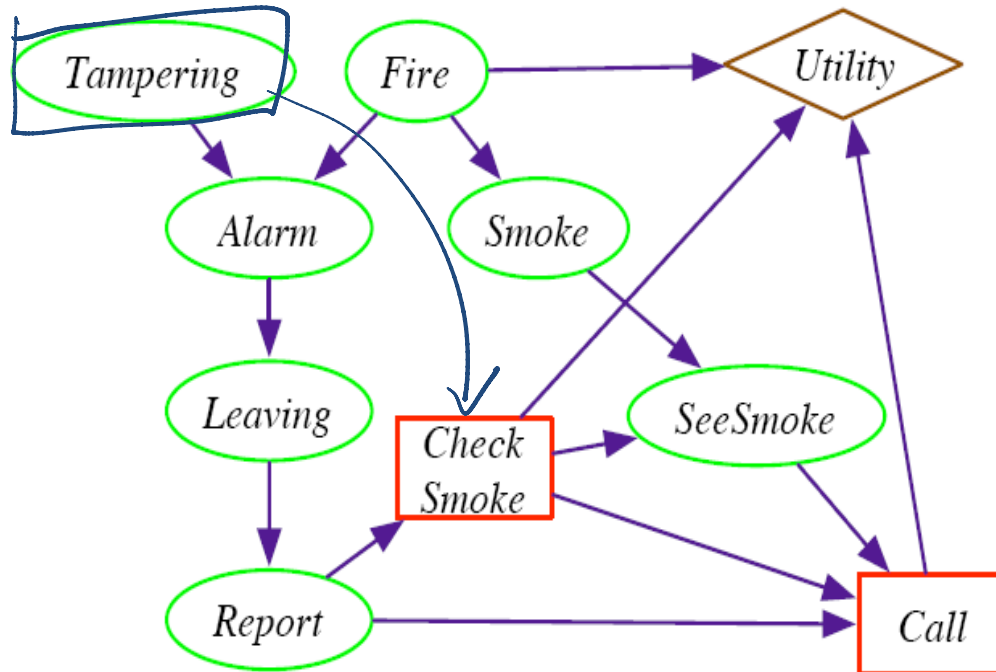 Tampering
Fire
Utility
Alarm
Smoke
Leaving
Check
Smoke
SeeSmoke
Report
Call